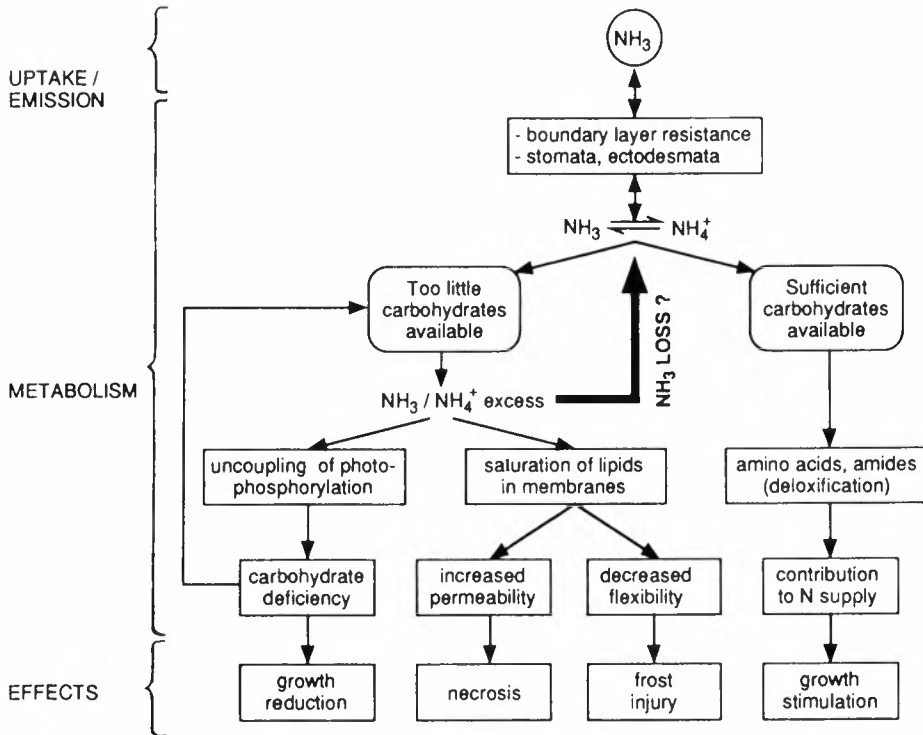 NH3
UPTAKE /
EMISSION
- boundary layer resistance
- stomata, ectodesmata
NH3 ⇌ NH4+
Too little
carbohydrates
available
Sufficient
carbohydrates
available
NH3 LOSS ?
METABOLISM
NH3 / NH4+ excess
uncoupling of photo-
phosphorylation
saturation of lipids
in membranes
amino acids, amides
(deloxification)
carbohydrate
deficiency
increased
permeability
decreased
flexibility
contribution
to N supply
EFFECTS
growth
reduction
necrosis
frost
injury
growth
stimulation